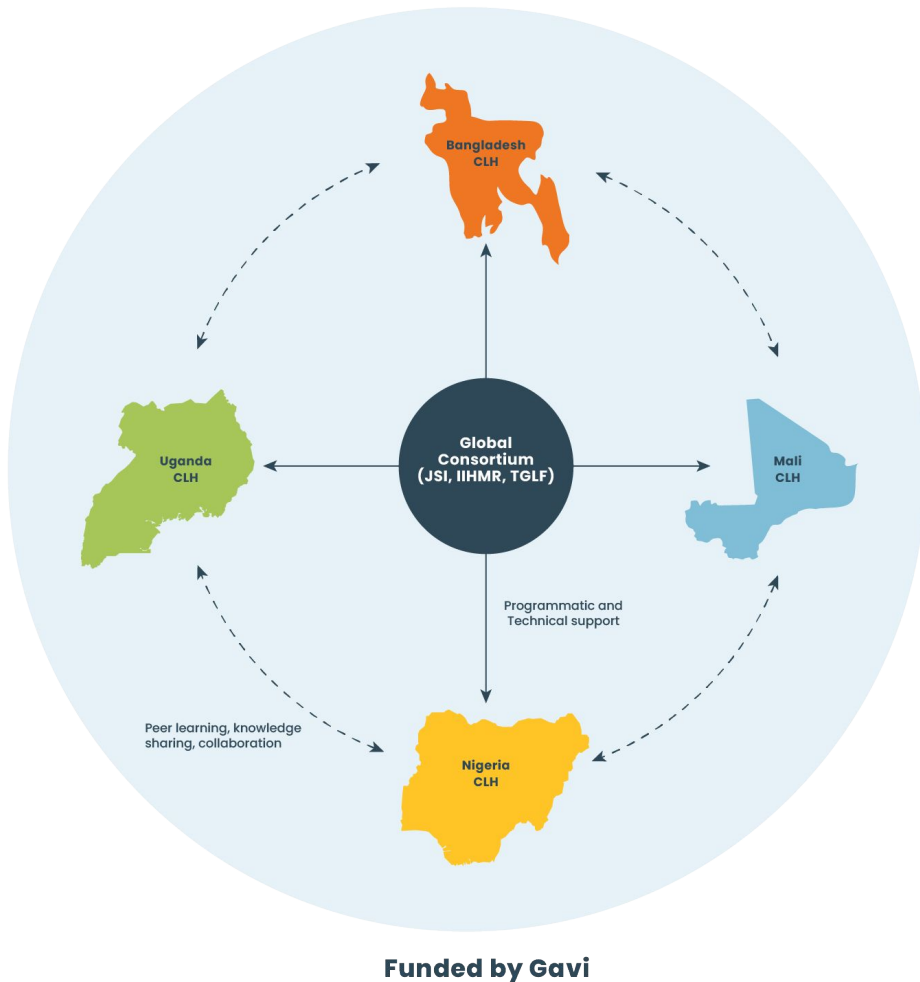 Bangladesh
CLH
Uganda
CLH
Global
Consortium
(JSI, IIHMR, TGLF)
Mali
CLH
Programmatic and
Technical support
Peer learning, knowledge
sharing, collaboration
Nigeria
CLH
Funded by Gavi